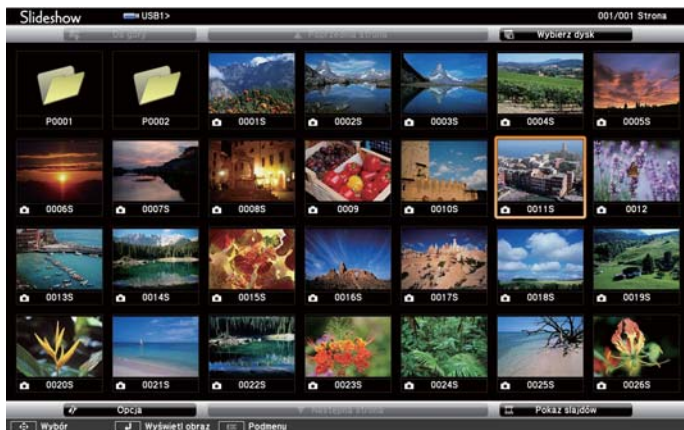 Slideshow USB1> 001/001 Strona
Do góry Poprzednia strona Wybierz dysk
P0001 P0002 0001S 0002S 0003S 0004S 0005S
0006S 0007S 0008S 0009 0010S 0011S 0012
0013S 0014S 0015S 0016S 0017S 0018S 0019S
0020S 0021S 0022S 0023S 0024S 0025S 0026S
Opcja Następna strona Pokaz slajdów
Wybór Wyświetl obraz Podmenu